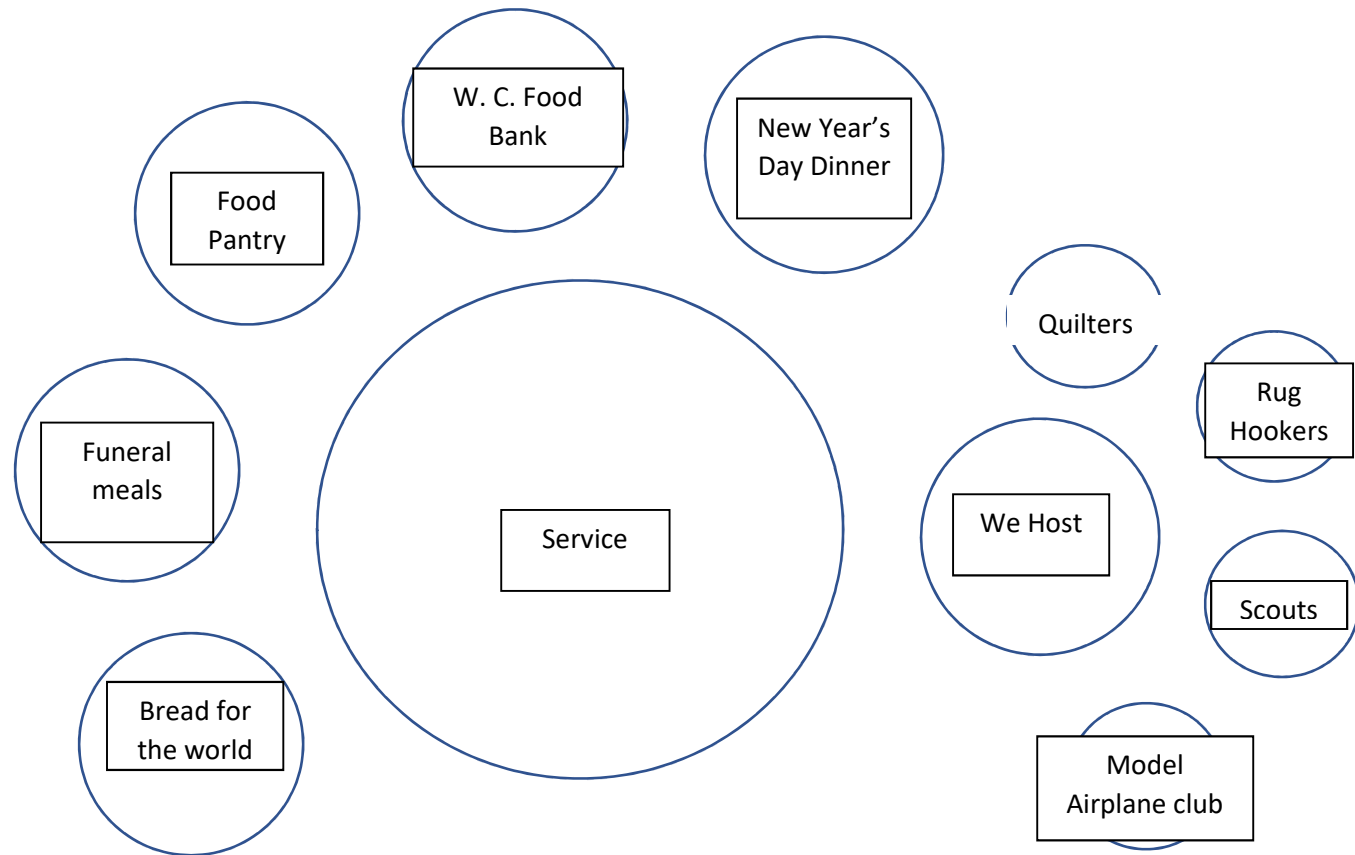 W. C. Food
Bank
New Year’s
Day Dinner
Food
Pantry
Quilters
Rug
Hookers
Funeral
meals
Service
We Host
Scouts
Bread for
the world
Model
Airplane club